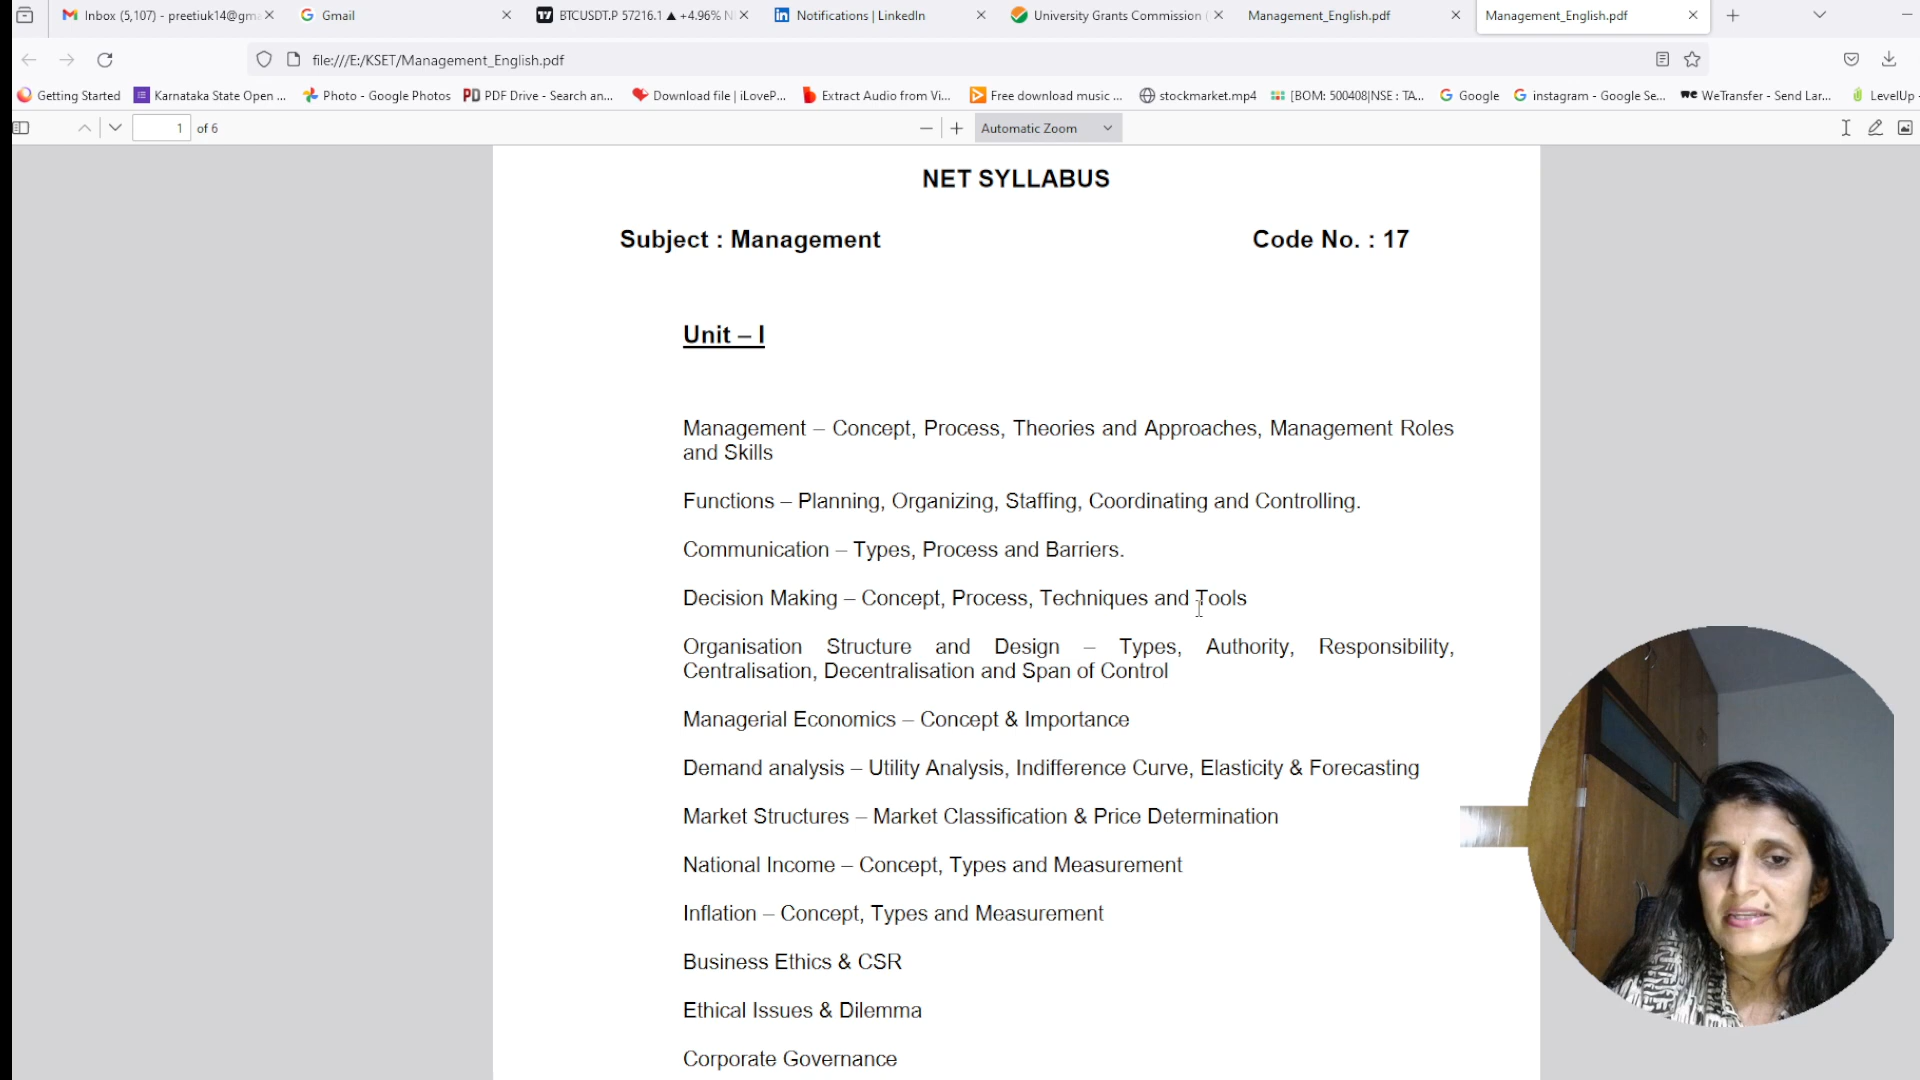 Inbox (5,107) - preetiuk14@gm
Gmail
BTCUSDT.P 57216.1 ▲ +4.96%
Notifications | LinkedIn
University Grants Commission
Management_English.pdf
Management_English.pdf
file:///E:/KSET/Management_English.pdf
Getting Started
Karnataka State Open ...
Photo - Google Photos
PDF Drive - Search an...
Download file | iLoveP...
Extract Audio from Vi...
Free download music ...
stockmarket.mp4
[BOM: 500408|NSE : TA...
Google
instagram - Google Se...
WeTransfer - Send Lar...
LevelUp
1 of 6
Automatic Zoom
NET SYLLABUS
Subject : Management Code No. : 17
Unit – I
Management – Concept, Process, Theories and Approaches, Management Roles
and Skills
Functions – Planning, Organizing, Staffing, Coordinating and Controlling.
Communication – Types, Process and Barriers.
Decision Making – Concept, Process, Techniques and Tools
Organisation Structure and Design – Types, Authority, Responsibility,
Centralisation, Decentralisation and Span of Control
Managerial Economics – Concept & Importance
Demand analysis – Utility Analysis, Indifference Curve, Elasticity & Forecasting
Market Structures – Market Classification & Price Determination
National Income – Concept, Types and Measurement
Inflation – Concept, Types and Measurement
Business Ethics & CSR
Ethical Issues & Dilemma
Corporate Governance